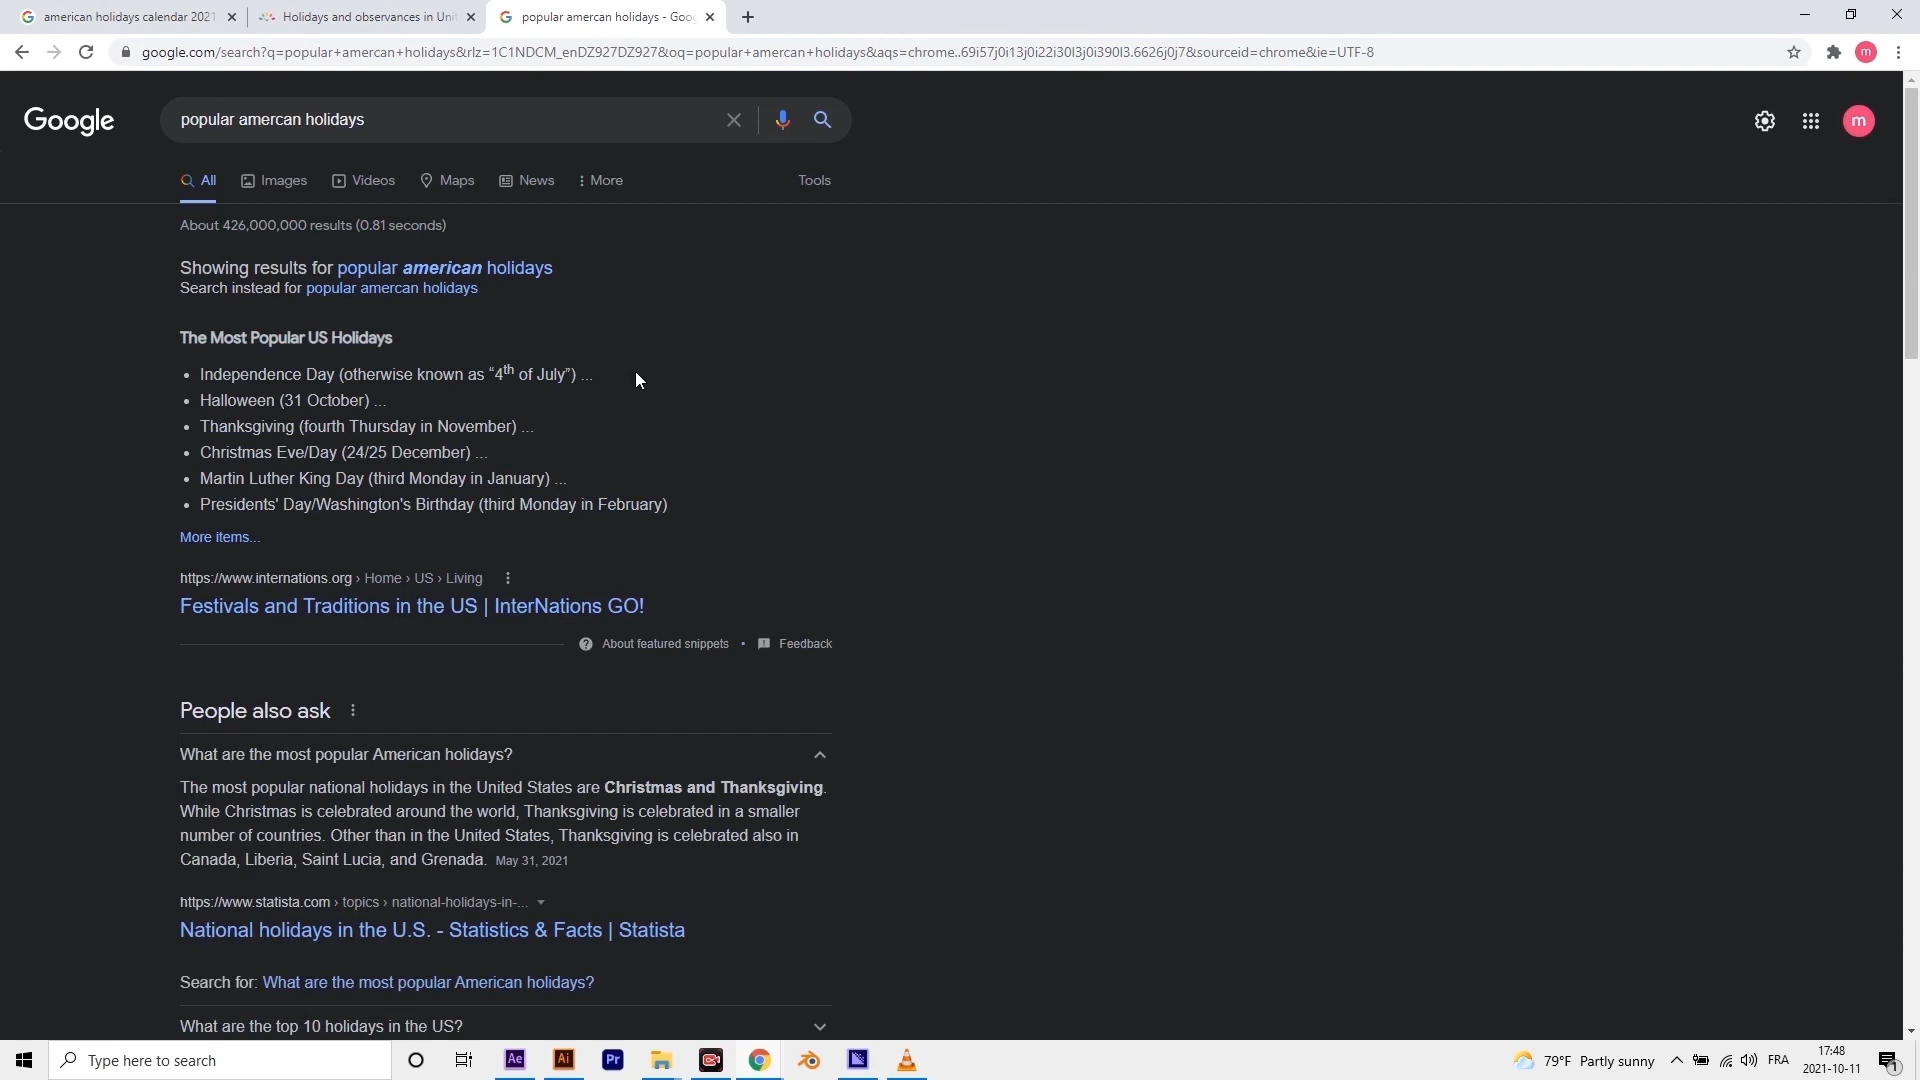 american holidays calendar 2021
Holidays and observances in Unit
popular amercan holidays - Goog
google.com/search?q=popular+amercan+holidays&rlz=1C1NDCM_enDZ927DZ927&oq=popular+amercan+holidays&aqs=chrome..69i57j0i13j0i22i30l3j0i390l3.6626j0j7&sourceid=chrome&ie=UTF-8
m
Google
popular amercan holidays
m
All
Images
Videos
Maps
News
More
Tools
About 426,000,000 results (0.81 seconds)
Showing results for popular american holidays
Search instead for popular amercan holidays
The Most Popular US Holidays
• Independence Day (otherwise known as “4th of July”) ...
• Halloween (31 October) ...
• Thanksgiving (fourth Thursday in November) ...
• Christmas Eve/Day (24/25 December) ...
• Martin Luther King Day (third Monday in January) ...
• Presidents' Day/Washington's Birthday (third Monday in February)
More items...
https://www.internations.org › Home › US › Living
Festivals and Traditions in the US | InterNations GO!
About featured snippets • Feedback
People also ask
What are the most popular American holidays?
The most popular national holidays in the United States are Christmas and Thanksgiving.
While Christmas is celebrated around the world, Thanksgiving is celebrated in a smaller
number of countries. Other than in the United States, Thanksgiving is celebrated also in
Canada, Liberia, Saint Lucia, and Grenada. May 31, 2021
https://www.statista.com › topics › national-holidays-in-...
National holidays in the U.S. - Statistics & Facts | Statista
Search for: What are the most popular American holidays?
What are the top 10 holidays in the US?
Type here to search
Ae
Ai
Pr
79°F Partly sunny
FRA
17:48
2021-10-11
1